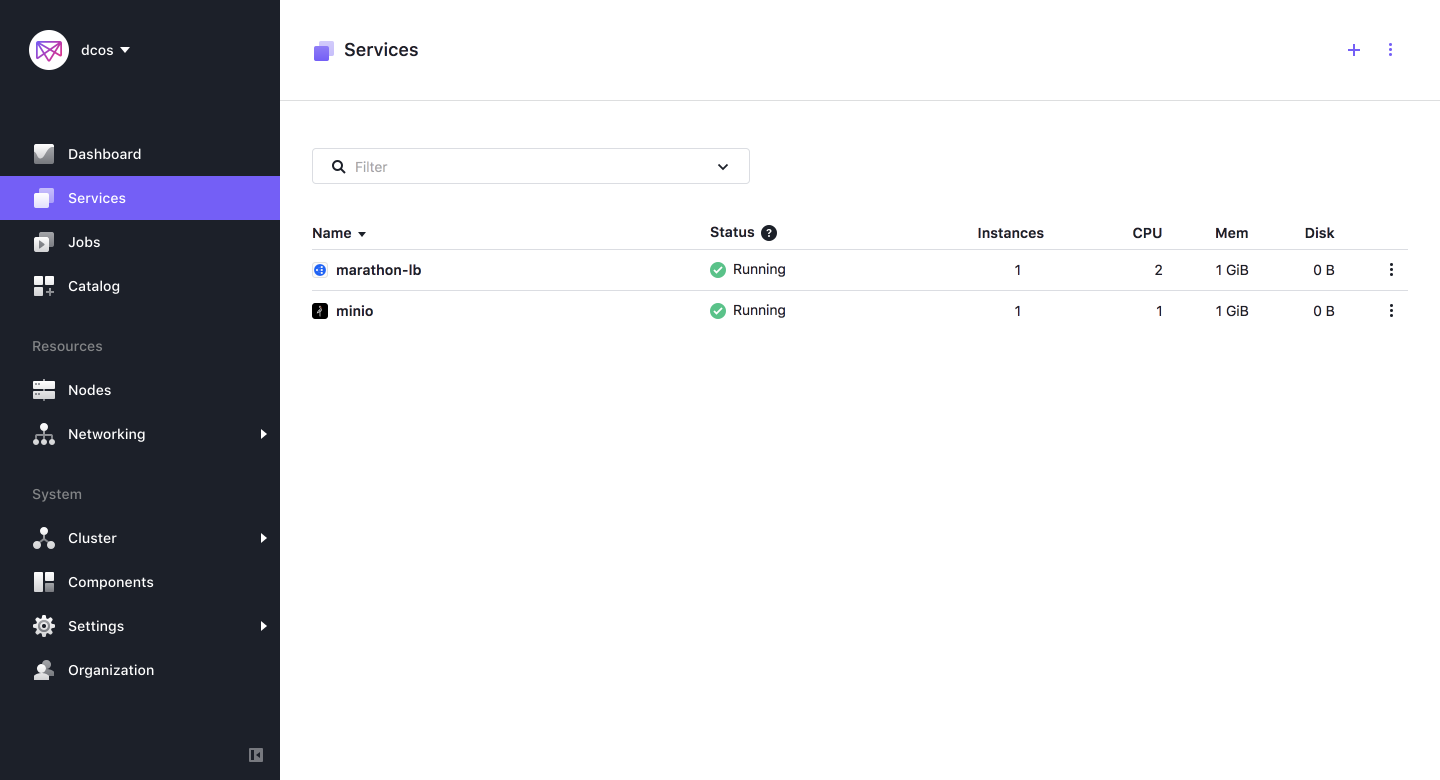 dcos
Dashboard
Services
Jobs
Catalog
Resources
Nodes
Networking
System
Cluster
Components
Settings
Organization
Services
Filter
Name Status ? Instances CPU Mem Disk
marathon-lb Running 1 2 1 GiB 0 B
minio Running 1 1 1 GiB 0 B